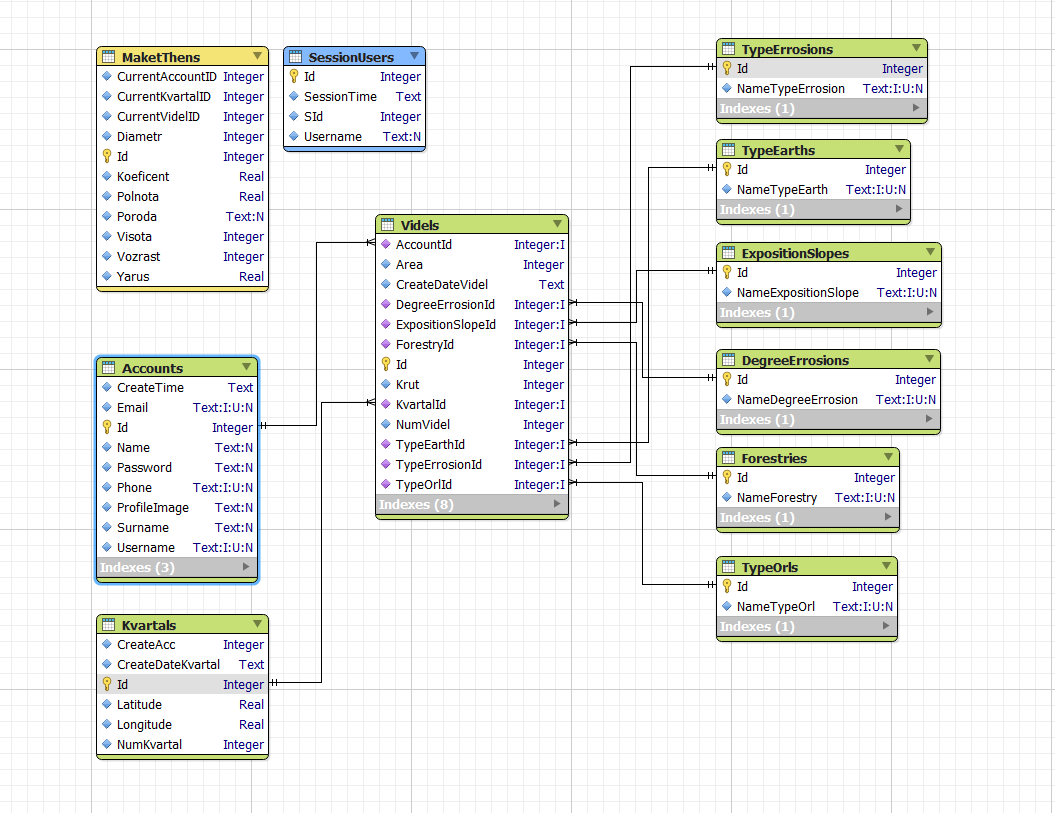 MaketThens
CurrentAccountID Integer
CurrentKvartalID Integer
CurrentVidelID Integer
Diametr Integer
Id Integer
Koeficent Real
Polnota Real
Poroda Text:N
Visota Integer
Vozrast Integer
Yarus Real
SessionUsers
Id Integer
SessionTime Text
SId Integer
Username Text:N
Accounts
CreateTime Text
Email Text:I:U:N
Id Integer
Name Text:N
Password Text:N
Phone Text:I:U:N
ProfileImage Text:N
Surname Text:N
Username Text:I:U:N
Indexes (3)
Kvartals
CreateAcc Integer
CreateDateKvartal Text
Id Integer
Latitude Real
Longitude Real
NumKvartal Integer
Videls
AccountId Integer:I
Area Integer
CreateDateVidel Text
DegreeErrosionId Integer:I
ExpositionSlopeId Integer:I
ForestryId Integer:I
Id Integer
Krut Integer
KvartalId Integer:I
NumVidel Integer
TypeEarthId Integer:I
TypeErrosionId Integer:I
TypeOrlId Integer:I
Indexes (8)
TypeErrosions
Id Integer
NameTypeErrosion Text:I:U:N
Indexes (1)
TypeEarths
Id Integer
NameTypeEarth Text:I:U:N
Indexes (1)
ExpositionSlopes
Id Integer
NameExpositionSlope Text:I:U:N
Indexes (1)
DegreeErrosions
Id Integer
NameDegreeErrosion Text:I:U:N
Indexes (1)
Forestries
Id Integer
NameForestry Text:I:U:N
Indexes (1)
TypeOrls
Id Integer
NameTypeOrl Text:I:U:N
Indexes (1)